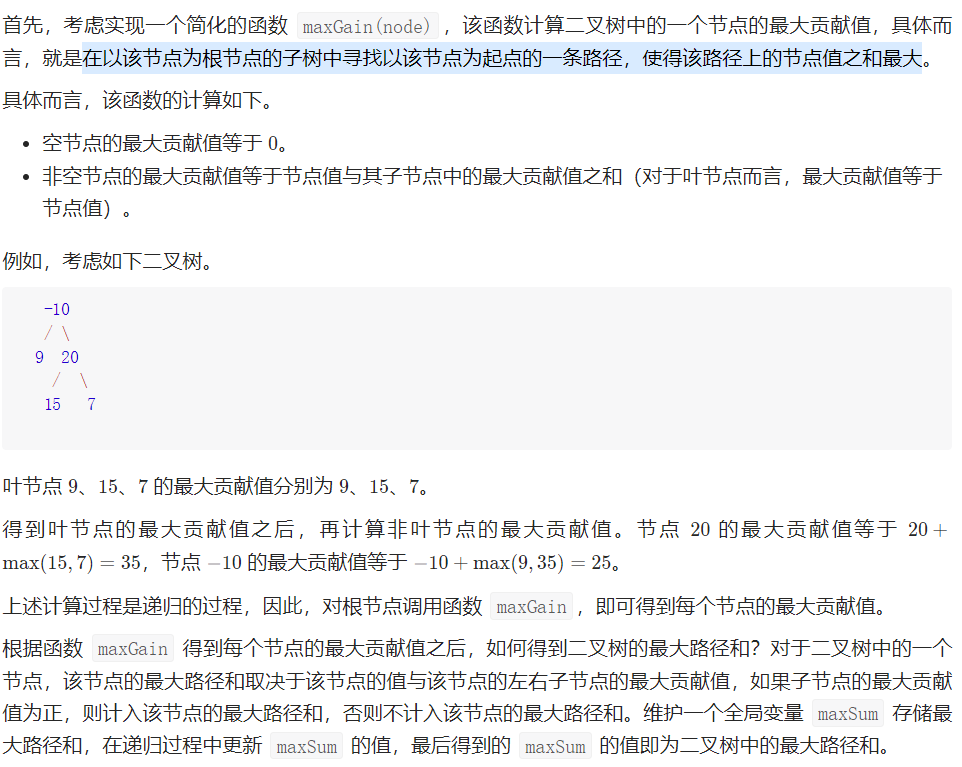 首先，考虑实现一个简化的函数 maxGain(node)，该函数计算二叉树中的一个节点的最大贡献值，具体而
言，就是在以该节点为根节点的子树中寻找以该节点为起点的一条路径，使得该路径上的节点值之和最大。
具体而言，该函数的计算如下。
• 空节点的最大贡献值等于 0。
• 非空节点的最大贡献值等于节点值与其子节点中的最大贡献值之和（对于叶节点而言，最大贡献值等于
节点值）。
例如，考虑如下二叉树。
-10
/ \
9 20
/ \
15 7
叶节点 9、15、7 的最大贡献值分别为 9、15、7。
得到叶节点的最大贡献值之后，再计算非叶节点的最大贡献值。节点 20 的最大贡献值等于 20 +
max(15, 7) = 35，节点 −10 的最大贡献值等于 −10 + max(9, 35) = 25。
上述计算过程是递归的过程，因此，对根节点调用函数 maxGain，即可得到每个节点的最大贡献值。
根据函数 maxGain 得到每个节点的最大贡献值之后，如何得到二叉树的最大路径和？对于二叉树中的一个
节点，该节点的最大路径和取决于该节点的值与该节点的左右子节点的最大贡献值，如果子节点的最大贡献
值为正，则计入该节点的最大路径和，否则不计入该节点的最大路径和。维护一个全局变量 maxSum 存储最
大路径和，在递归过程中更新 maxSum 的值，最后得到的 maxSum 的值即为二叉树中的最大路径和。